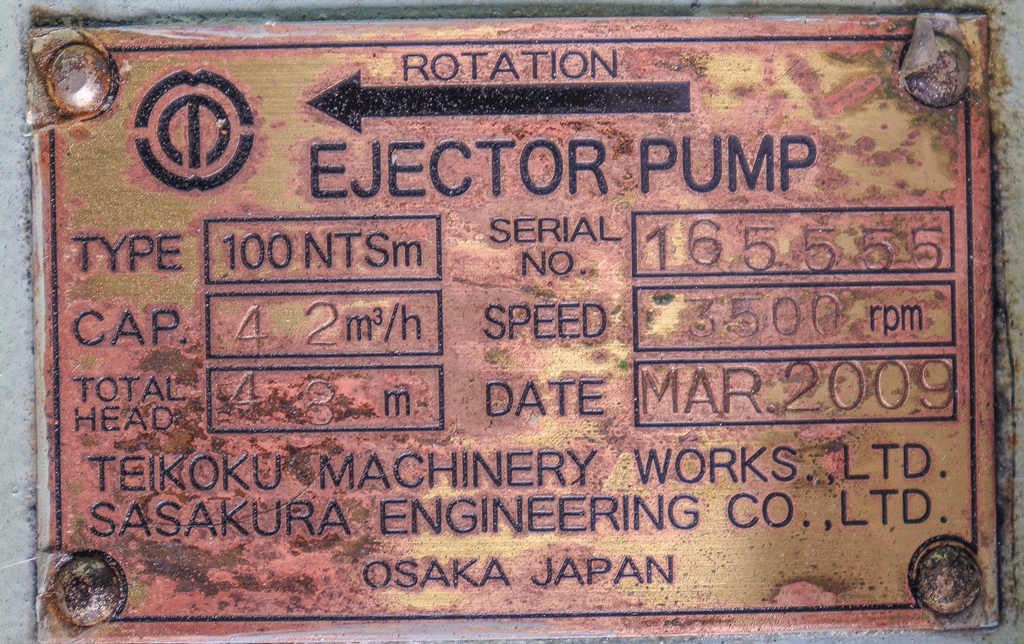 ROTATION
EJECTOR PUMP
TYPE 100 NTSm SERIAL NO. 165555
CAP. 42 m³/h SPEED 3500 rpm
TOTAL HEAD 43 m DATE MAR. 2009
TEIKOKU MACHINERY WORKS., LTD.
SASAKURA ENGINEERING CO., LTD.
OSAKA JAPAN